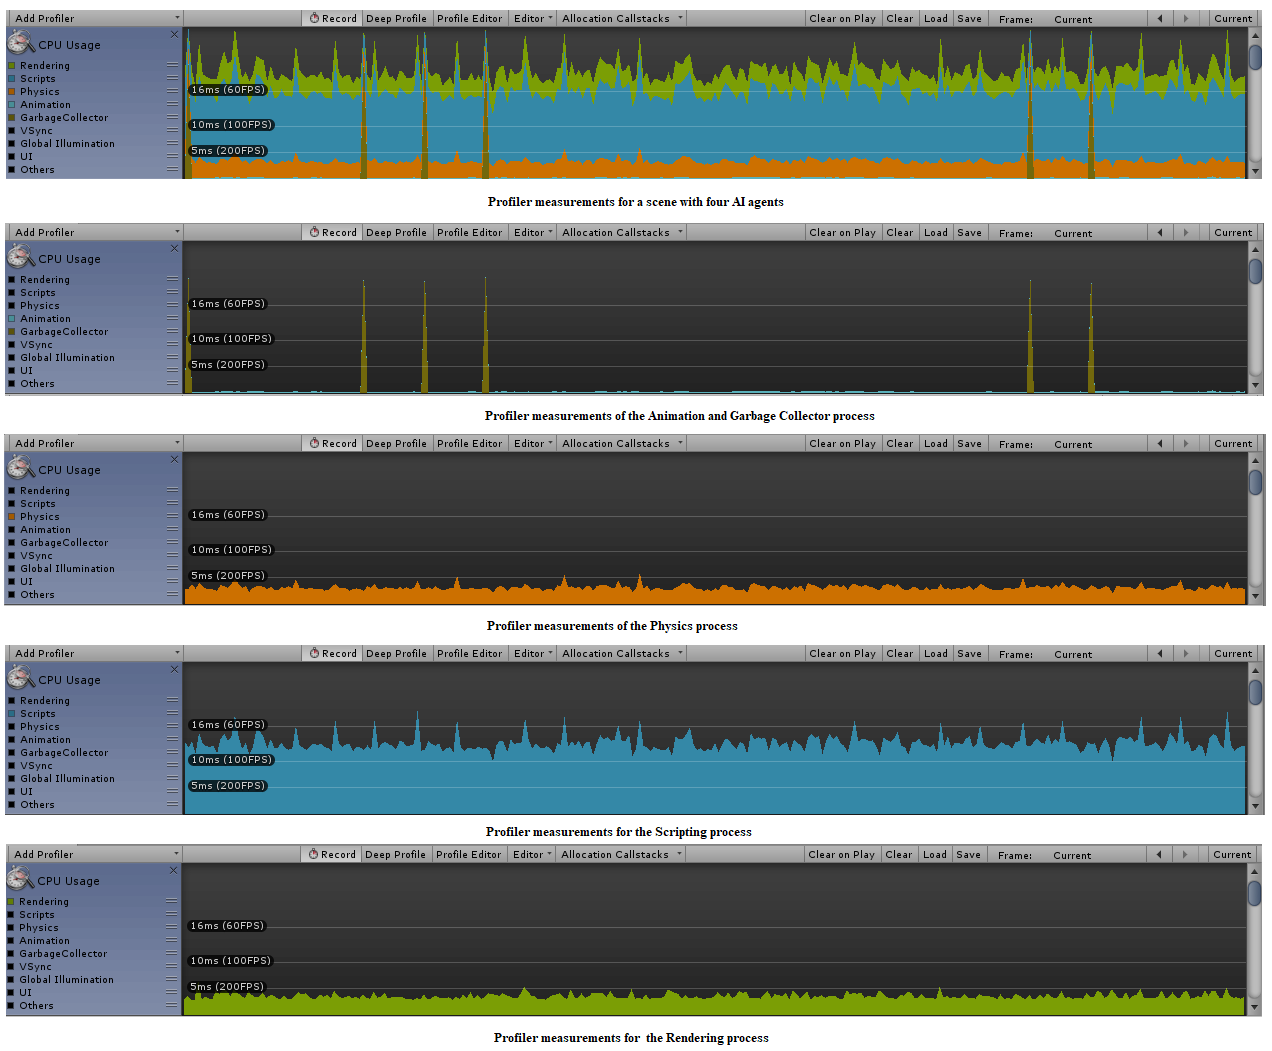 Add Profiler Record Deep Profile Profile Editor Editor Allocation Callstacks Clear on Play Clear Load Save Frame: Current Current
CPU Usage
Rendering
Scripts
Physics
Animation
GarbageCollector
VSync
Global Illumination
UI
Others
16ms (60FPS)
10ms (100FPS)
5ms (200FPS)
Profiler measurements for a scene with four AI agents
Add Profiler Record Deep Profile Profile Editor Editor Allocation Callstacks Clear on Play Clear Load Save Frame: Current Current
CPU Usage
Rendering
Scripts
Physics
Animation
GarbageCollector
VSync
Global Illumination
UI
Others
16ms (60FPS)
10ms (100FPS)
5ms (200FPS)
Profiler measurements of the Animation and Garbage Collector process
Add Profiler Record Deep Profile Profile Editor Editor Allocation Callstacks Clear on Play Clear Load Save Frame: Current Current
CPU Usage
Rendering
Scripts
Physics
Animation
GarbageCollector
VSync
Global Illumination
UI
Others
16ms (60FPS)
10ms (100FPS)
5ms (200FPS)
Profiler measurements of the Physics process
Add Profiler Record Deep Profile Profile Editor Editor Allocation Callstacks Clear on Play Clear Load Save Frame: Current Current
CPU Usage
Rendering
Scripts
Physics
Animation
GarbageCollector
VSync
Global Illumination
UI
Others
16ms (60FPS)
10ms (100FPS)
5ms (200FPS)
Profiler measurements for the Scripting process
Add Profiler Record Deep Profile Profile Editor Editor Allocation Callstacks Clear on Play Clear Load Save Frame: Current Current
CPU Usage
Rendering
Scripts
Physics
Animation
GarbageCollector
VSync
Global Illumination
UI
Others
16ms (60FPS)
10ms (100FPS)
5ms (200FPS)
Profiler measurements for the Rendering process